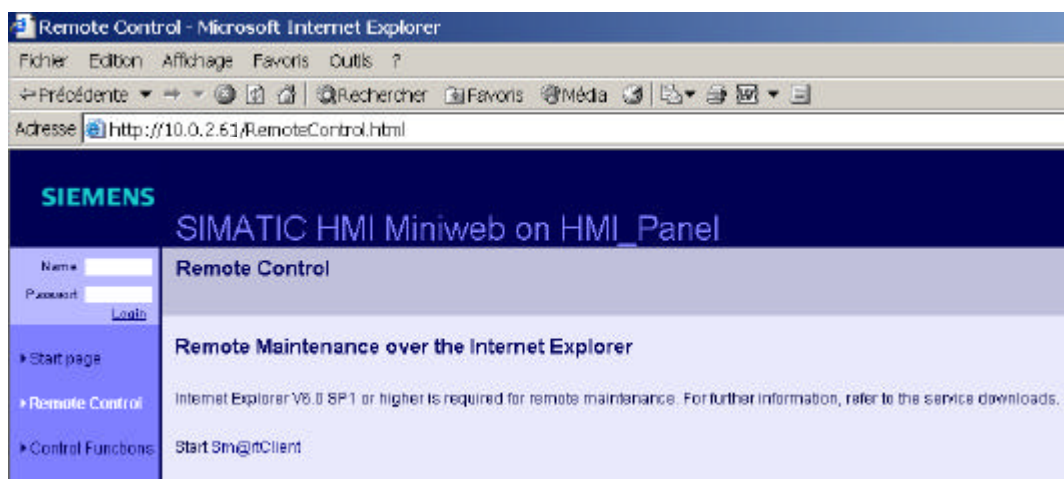 Remote Control - Microsoft Internet Explorer
Fichier Edition Affichage Favoris Outils ?
Précédente Rechercher Favoris Média
Adresse http://10.0.2.61/RemoteControl.html
SIEMENS
SIMATIC HMI Miniweb on HMI_Panel
Name
Passwort
Login
Start page
Remote Control
Control Functions
Remote Control
Remote Maintenance over the Internet Explorer
Internet Explorer V6.0 SP1 or higher is required for remote maintenance. For further information, refer to the service downloads.
Start Sm@rtClient